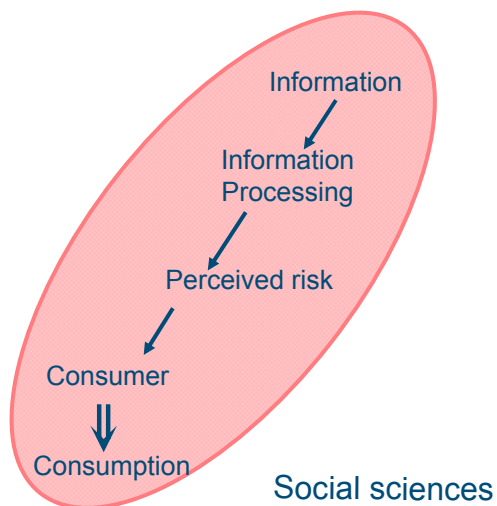 Information
Information
Processing
Perceived risk
Consumer
Consumption
Social sciences